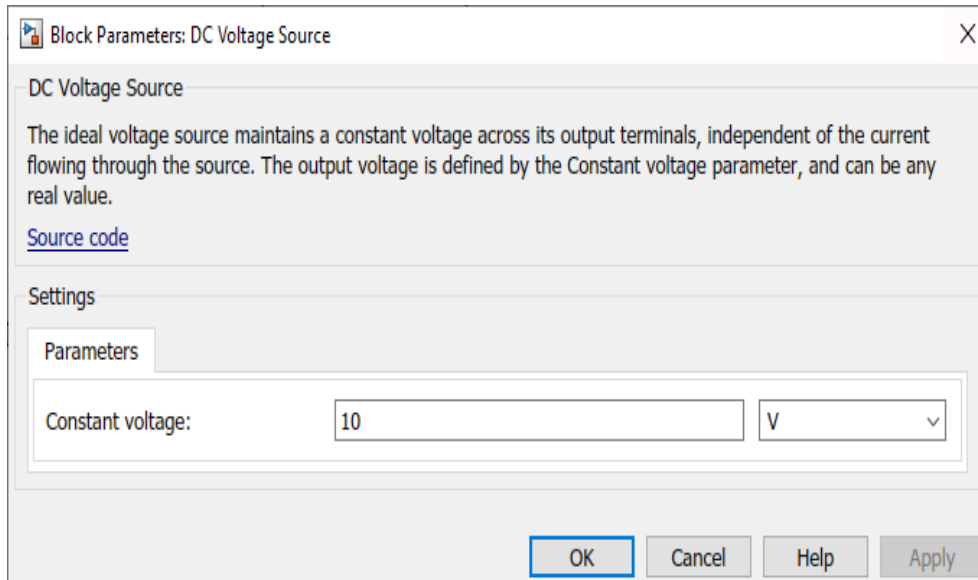 Block Parameters: DC Voltage Source
X
DC Voltage Source
The ideal voltage source maintains a constant voltage across its output terminals, independent of the current
flowing through the source. The output voltage is defined by the Constant voltage parameter, and can be any
real value.
Source code
Settings
Parameters
Constant voltage: 10 V
OK Cancel Help Apply